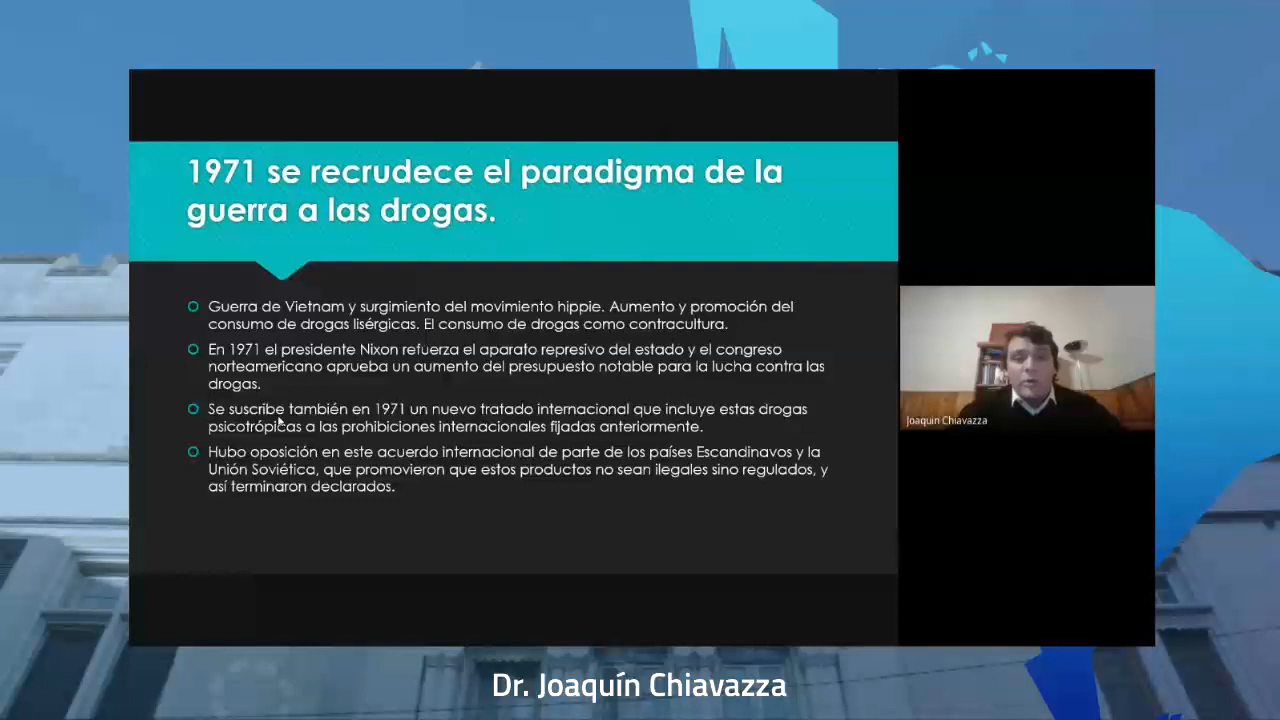 1971 se recrudece el paradigma de la
guerra a las drogas.
Guerra de Vietnam y surgimiento del movimiento hippie. Aumento y promoción del
consumo de drogas lisérgicas. El consumo de drogas como contracultura.
En 1971 el presidente Nixon refuerza el aparato represivo del estado y el congreso
norteamericano aprueba un aumento del presupuesto notable para la lucha contra las
drogas.
Se suscribe también en 1971 un nuevo tratado internacional que incluye estas drogas
psicotrópicas a las prohibiciones internacionales fijadas anteriormente.
Hubo oposición en este acuerdo internacional de parte de los países Escandinavos y la
Unión Soviética, que promovieron que estos productos no sean ilegales sino regulados, y
así terminaron declarados.
Joaquin Chiavazza
Dr. Joaquín Chiavazza